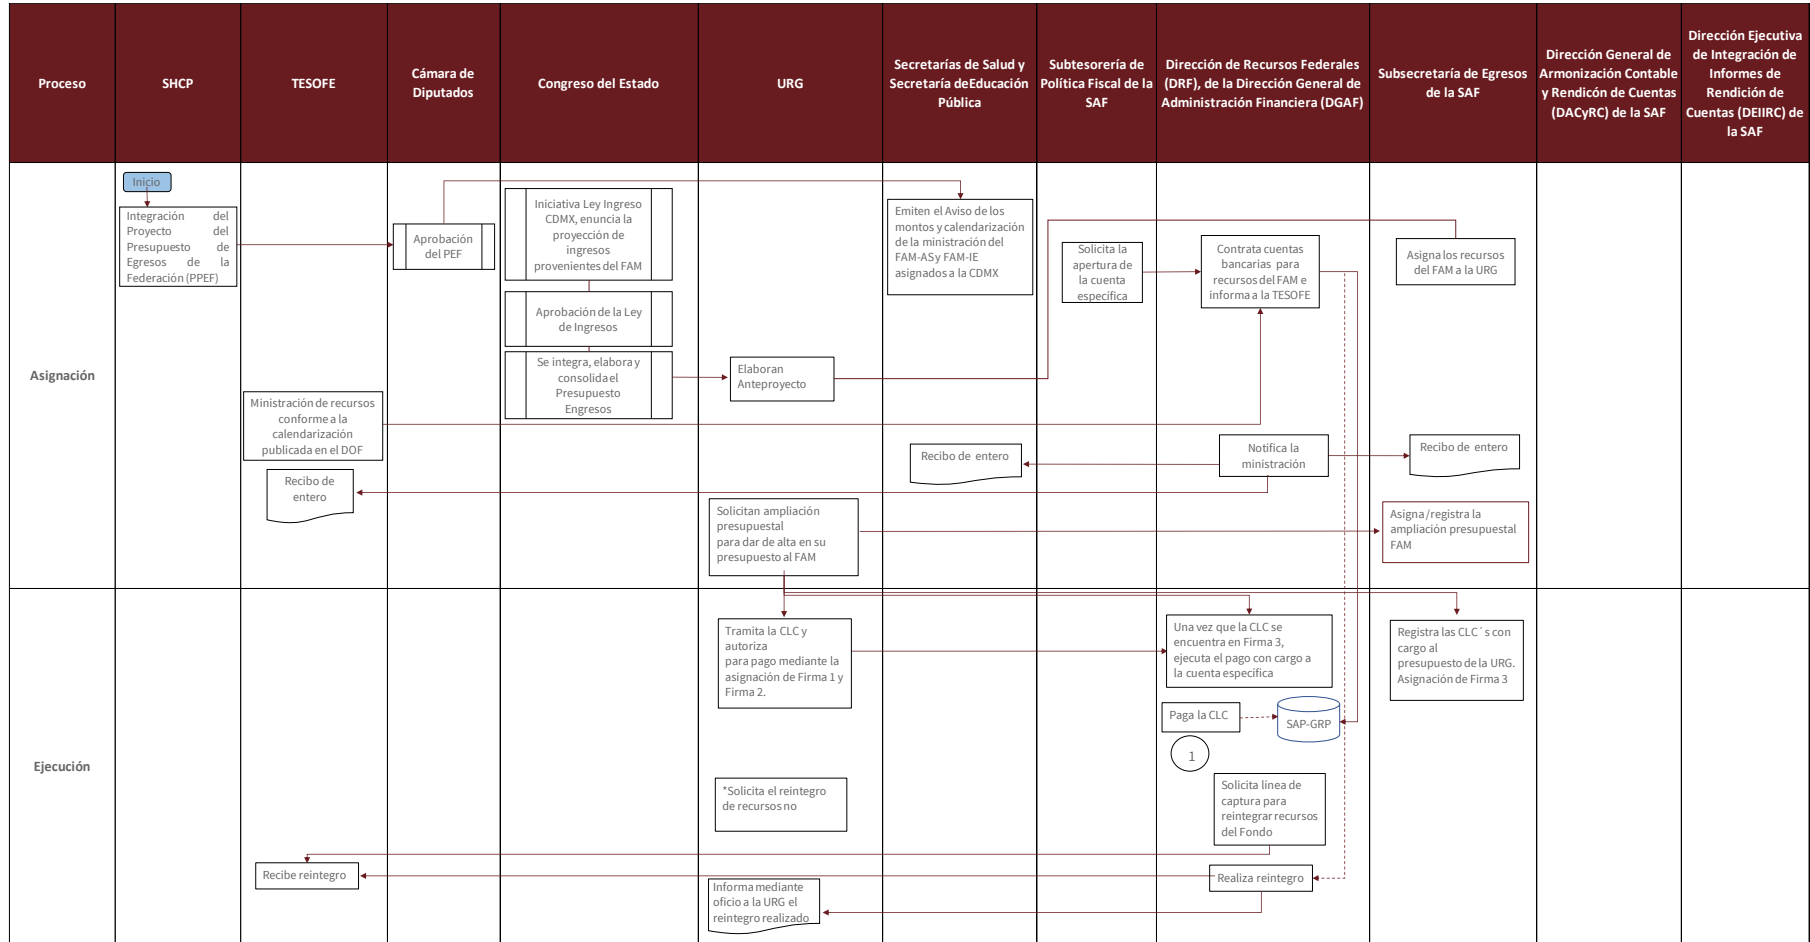 Proceso
SHCP
TESOFE
Cámara de
Diputados
Congreso del Estado
URG
Secretarías de Salud y
Secretaría deEducación
Pública
Subtesorería de
Política Fiscal de la
SAF
Dirección de Recursos Federales
(DRF), de la Dirección General de
Administración Financiera (DGAF)
Subsecretaría de Egresos
de la SAF
Dirección General de
Armonización Contable
y Rendicón de Cuentas
(DACyRC) de la SAF
Dirección Ejecutiva
de Integración de
Informes de
Rendición de
Cuentas (DEIIRC) de
la SAF
Asignación
Inicio
Integración del
Proyecto del
Presupuesto de
Egresos de la
Federación (PPEF)
Aprobación
del PEF
Iniciativa Ley Ingreso
CDMX, enuncia la
proyección de
ingresos
provenientes del FAM
Aprobación de la Ley
de Ingresos
Se integra, elabora y
consolida el
Presupuesto
Engresos
Elaboran
Anteproyecto
Emiten el Aviso de los
montos y calendarización
de la ministración del
FAM-AS y FAM-IE
asignados a la CDMX
Solicita la
apertura de
la cuenta
específica
Contrata cuentas
bancarias para
recursos del FAM e
informa a la TESOFE
Asigna los recursos
del FAM a la URG
Ministración de recursos
conforme a la
calendarización
publicada en el DOF
Recibo de entero
Notifica la
ministración
Recibo de entero
Recibo de
entero
Solicitan ampliación
presupuestal
para dar de alta en su
presupuesto al FAM
Asigna/registra la
ampliación presupuestal
FAM
Ejecución
Tramita la CLC y
autoriza
para pago mediante la
asignación de Firma 1 y
Firma 2.
Una vez que la CLC se
encuentra en Firma 3,
ejecuta el pago con cargo a
la cuenta específica
Registra las CLC´s con
cargo al
presupuesto de la URG.
Asignación de Firma 3
Paga la CLC
SAP-GRP
1
*Solicita el reintegro
de recursos no
Solicita línea de
captura para
reintegrar recursos
del Fondo
Recibe reintegro
Realiza reintegro
Informa mediante
oficio a la URG el
reintegro realizado